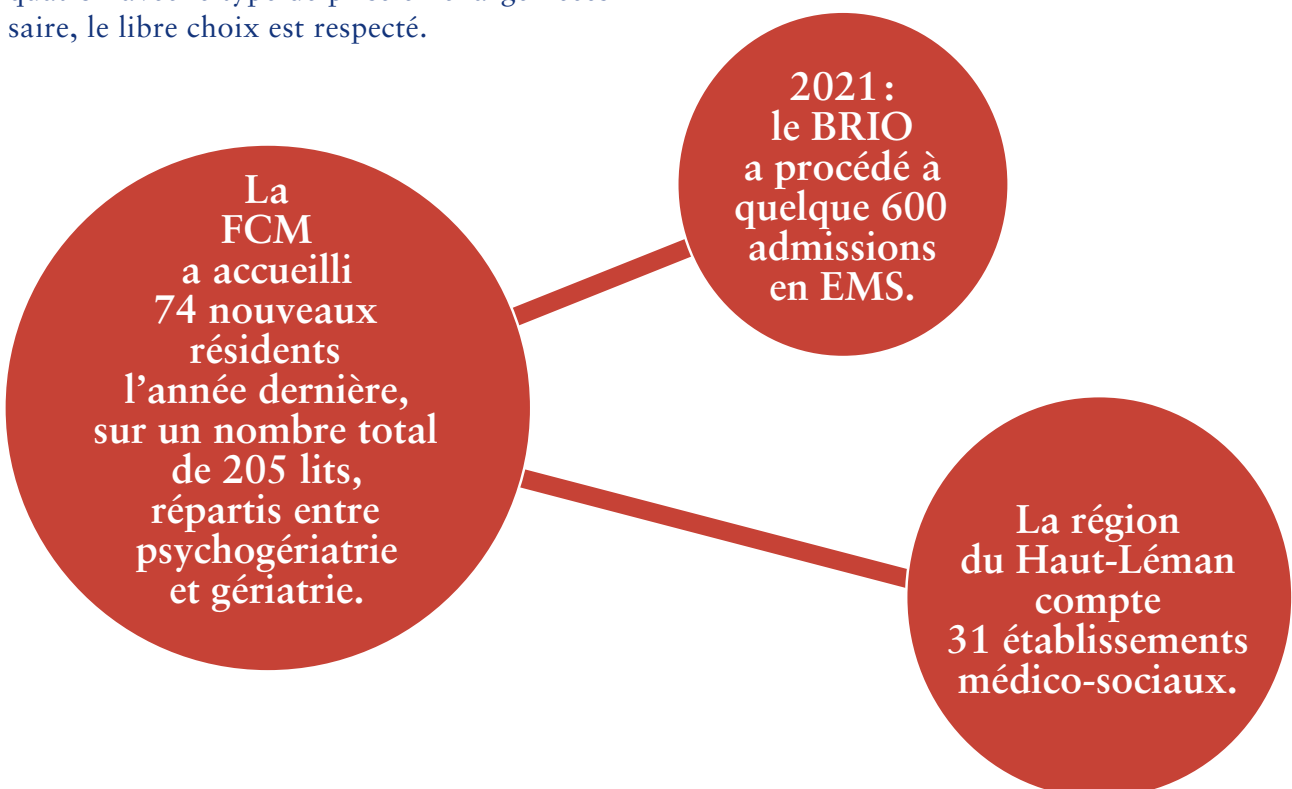 saire, le libre choix est respecté.
2021 :
le BRIO
a procédé à
quelque 600
admissions
en EMS.
La
FCM
a accueilli
74 nouveaux
résidents
l’année dernière,
sur un nombre total
de 205 lits,
répartis entre
psychogériatrie
et gériatrie.
La région
du Haut-Léman
compte
31 établissements
médico-sociaux.